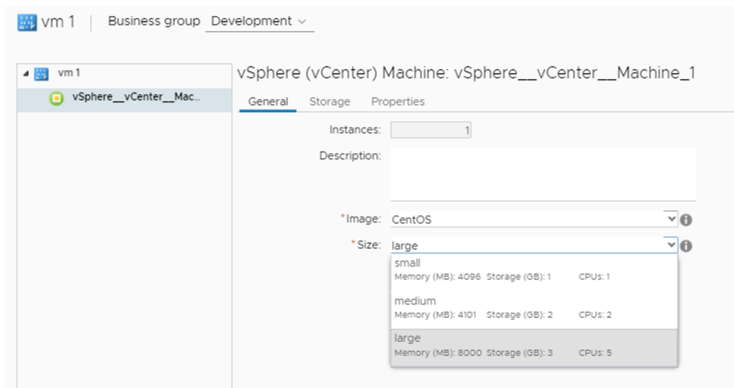 vm 1 Business group Development
vm 1
vSphere__vCenter__Mac...
vSphere (vCenter) Machine: vSphere__vCenter__Machine_1
General Storage Properties
Instances: 1
Description:
*Image: CentOS
*Size: large
small
Memory (MB): 4096 Storage (GB): 1 CPUs: 1
medium
Memory (MB): 4101 Storage (GB): 2 CPUs: 2
large
Memory (MB): 8000 Storage (GB): 3 CPUs: 5